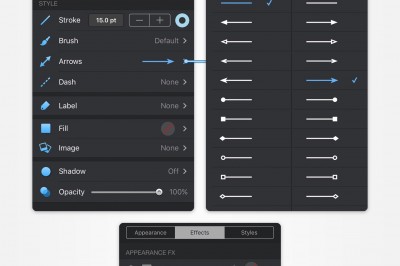 STYLE
Stroke 15.0 pt
Brush Default
Arrows
Dash None
Label None
Fill
Image None
Shadow Off
Opacity 100%
Appearance Effects Styles
APPEARANCE FX